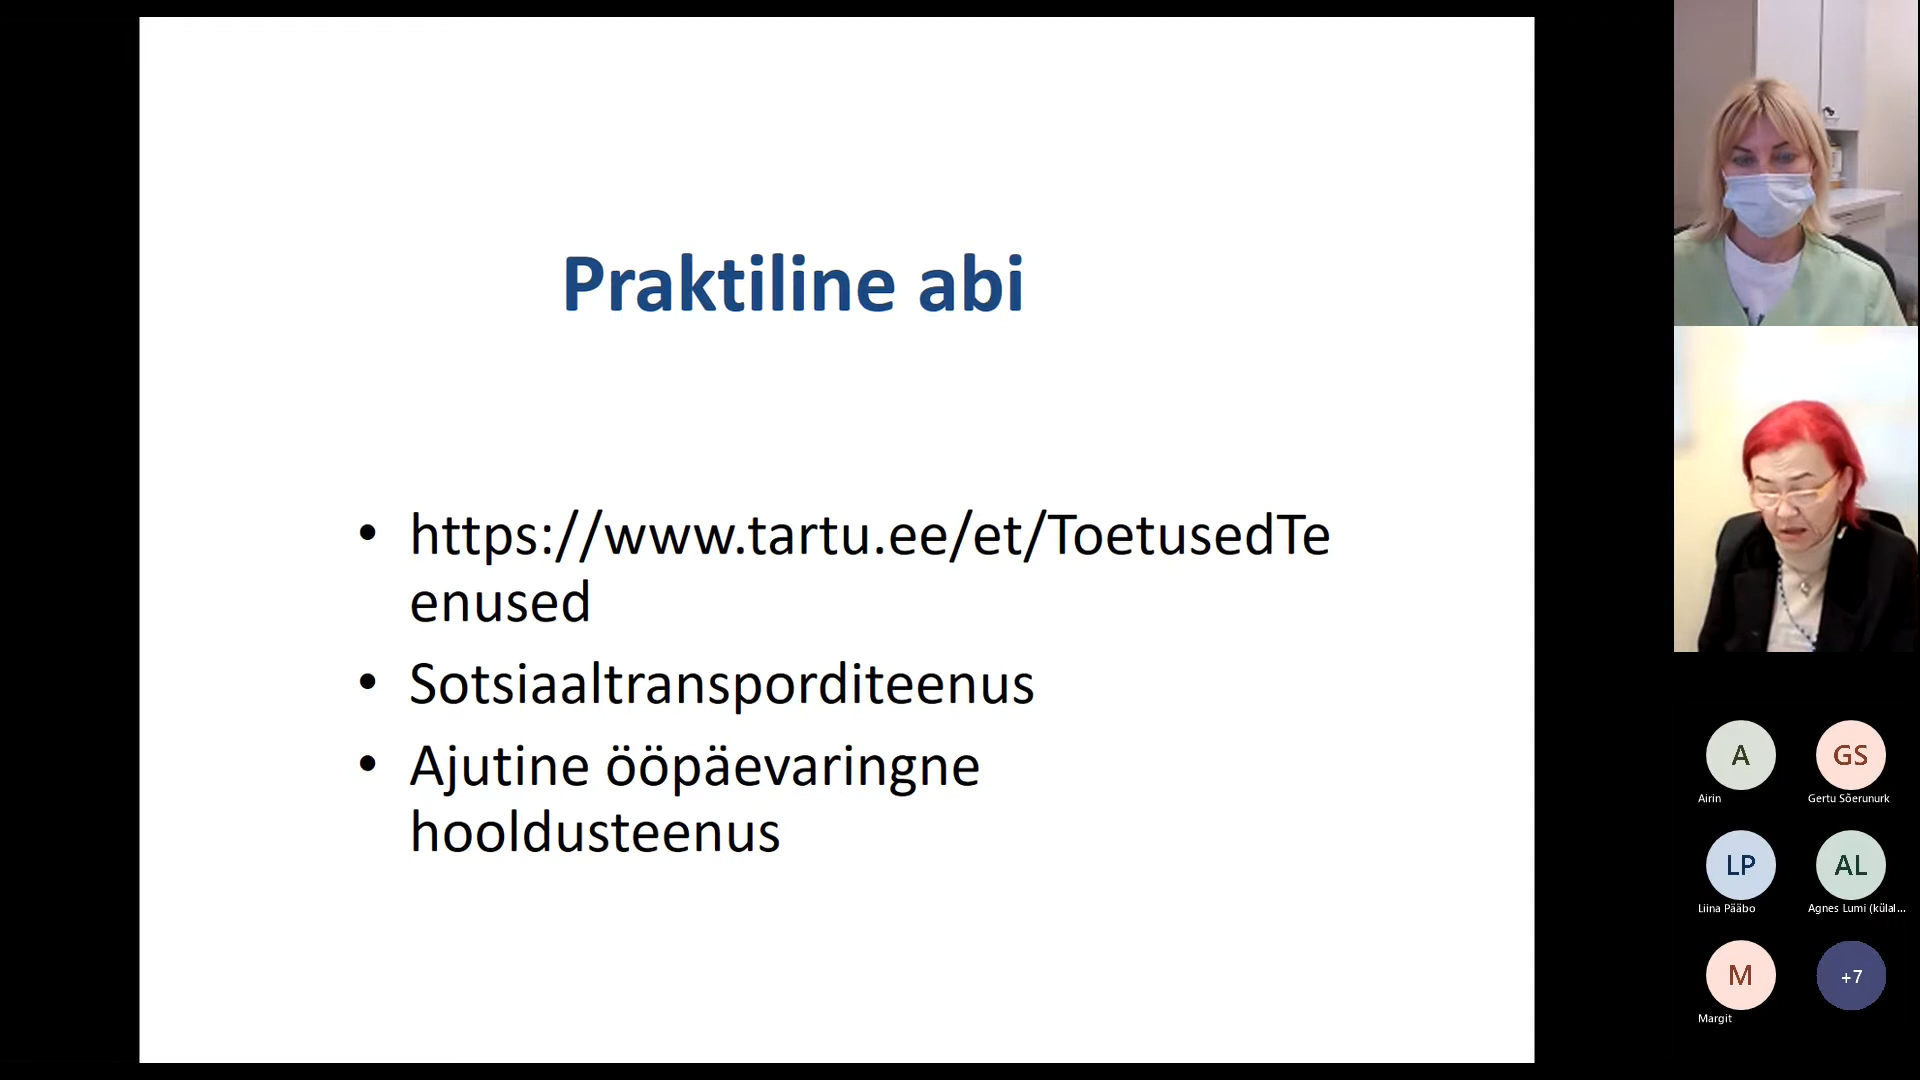 Praktiline abi
• https://www.tartu.ee/et/ToetusedTe
enused
• Sotsiaaltransporditeenus
• Ajutine ööpäevaringne
hooldusteenus
A
Airin
GS
Gertu Sõerunurk
LP
Liina Pääbo
AL
Agnes Lumi (külal...
M
Margit
+7